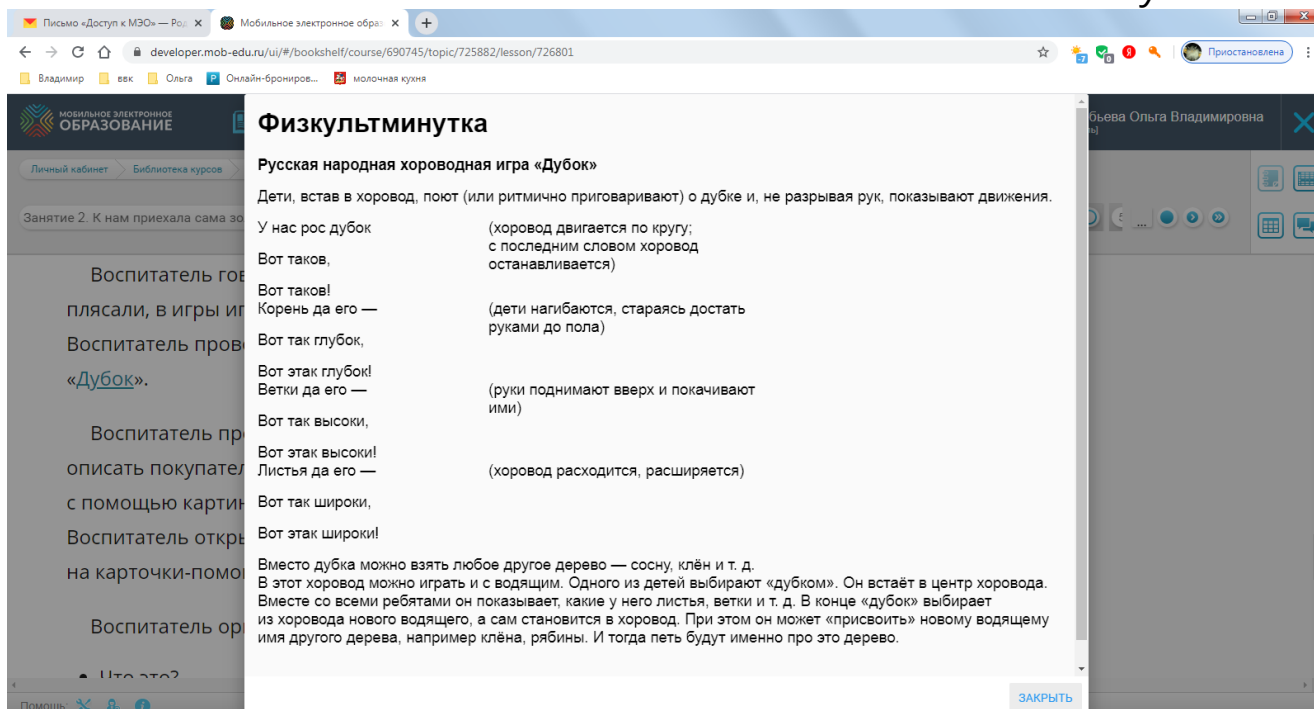 Письмо «Доступ к МЭО» — Род
Мобильное электронное образ
developer.mob-edu.ru/ui/#/bookshelf/course/690745/topic/725882/lesson/726801
Приостановлена
Владимир ввк Ольга Онлайн-брониров... молочная кухня
МОБИЛЬНОЕ ЭЛЕКТРОННОЕ
ОБРАЗОВАНИЕ
бьева Ольга Владимировна
Личный кабинет Библиотека курсов
Занятие 2. К нам приехала сама зо
Воспитатель гов
плясали, в игры иг
Воспитатель прове
«Дубок».
Воспитатель пр
описать покупател
с помощью картин
Воспитатель откры
на карточки-помо
Воспитатель ор
• Что это?
Помощь:
Физкультминутка
Русская народная хороводная игра «Дубок»
Дети, встав в хоровод, поют (или ритмично приговаривают) о дубке и, не разрывая рук, показывают движения.
У нас рос дубок (хоровод двигается по кругу;
с последним словом хоровод
Вот таков, останавливается)
Вот таков!
Корень да его — (дети нагибаются, стараясь достать
руками до пола)
Вот так глубок,
Вот этак глубок!
Ветки да его — (руки поднимают вверх и покачивают
ими)
Вот так высоки,
Вот этак высоки!
Листья да его — (хоровод расходится, расширяется)
Вот так широки,
Вот этак широки!
Вместо дубка можно взять любое другое дерево — сосну, клён и т. д.
В этот хоровод можно играть и с водящим. Одного из детей выбирают «дубком». Он встаёт в центр хоровода.
Вместе со всеми ребятами он показывает, какие у него листья, ветки и т. д. В конце «дубок» выбирает
из хоровода нового водящего, а сам становится в хоровод. При этом он может «присвоить» новому водящему
имя другого дерева, например клёна, рябины. И тогда петь будут именно про это дерево.
ЗАКРЫТЬ